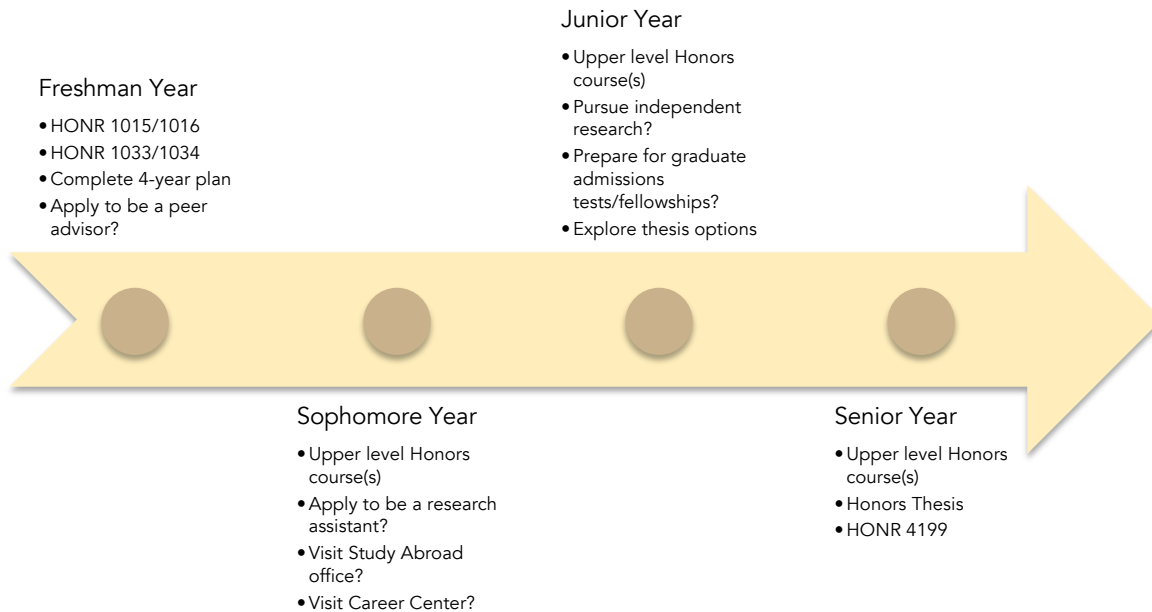 Freshman Year
•HONR 1015/1016
•HONR 1033/1034
•Complete 4-year plan
•Apply to be a peer
advisor?
Sophomore Year
•Upper level Honors
course(s)
•Apply to be a research
assistant?
•Visit Study Abroad
office?
•Visit Career Center?
Junior Year
•Upper level Honors
course(s)
•Pursue independent
research?
•Prepare for graduate
admissions
tests/fellowships?
•Explore thesis options
Senior Year
•Upper level Honors
course(s)
•Honors Thesis
•HONR 4199